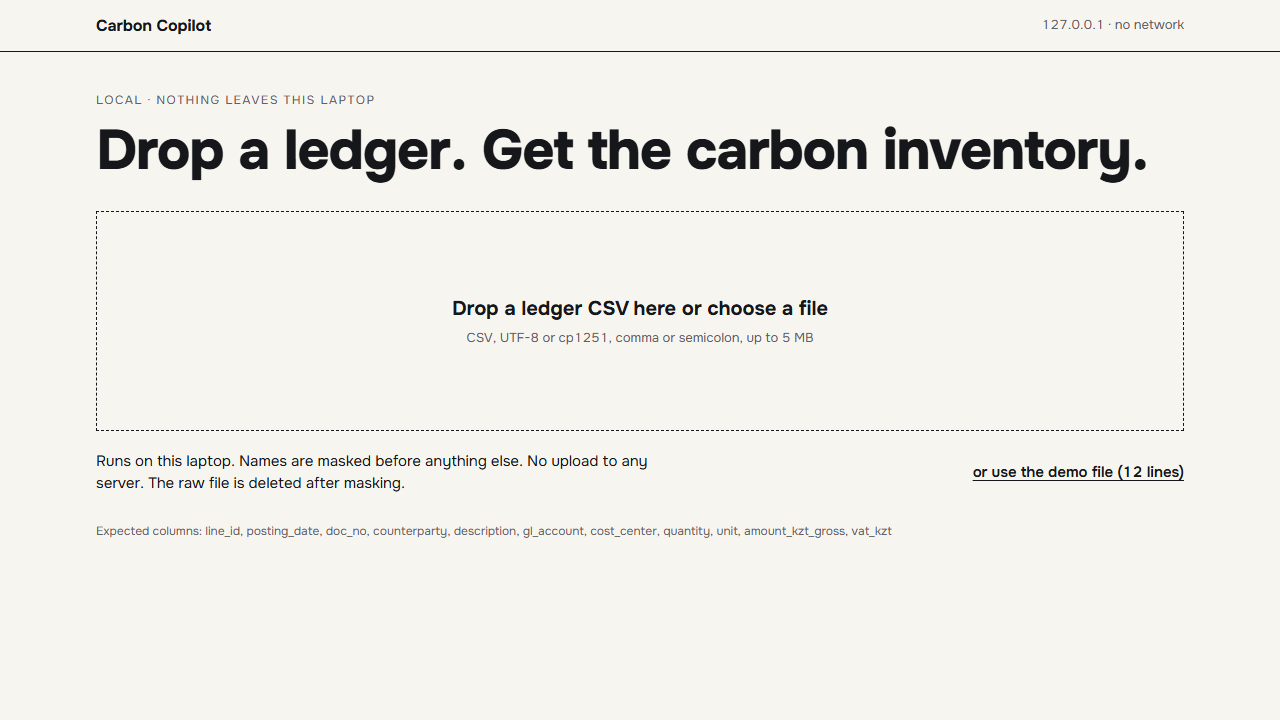 Carbon Copilot
127.0.0.1 · no network
LOCAL · NOTHING LEAVES THIS LAPTOP
Drop a ledger. Get the carbon inventory.
Drop a ledger CSV here or choose a file
CSV, UTF-8 or cp1251, comma or semicolon, up to 5 MB
Runs on this laptop. Names are masked before anything else. No upload to any
server. The raw file is deleted after masking.
or use the demo file (12 lines)
Expected columns: line_id, posting_date, doc_no, counterparty, description, gl_account, cost_center, quantity, unit, amount_kzt_gross, vat_kzt